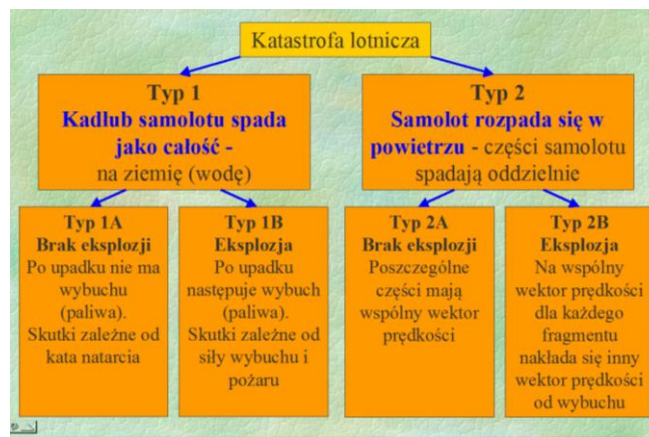 Katastrofa lotnicza
Typ 1
Kadłub samolotu spada
jako całość -
na ziemię (wodę)
Typ 2
Samolot rozpada się w
powietrzu - części samolotu
spadają oddzielnie
Typ 1A
Brak eksplozji
Po upadku nie ma
wybuchu
(paliwa).
Skutki zależne od
kata natarcia
Typ 1B
Eksplozja
Po upadku
następuje wybuch
(paliwa).
Skutki zależne od
siły wybuchu i
pożaru
Typ 2A
Brak eksplozji
Poszczególne
części mają
wspólny wektor
prędkości
Typ 2B
Eksplozja
Na wspólny
wektor prędkości
dla każdego
fragmentu
nakłada się inny
wektor prędkości
od wybuchu